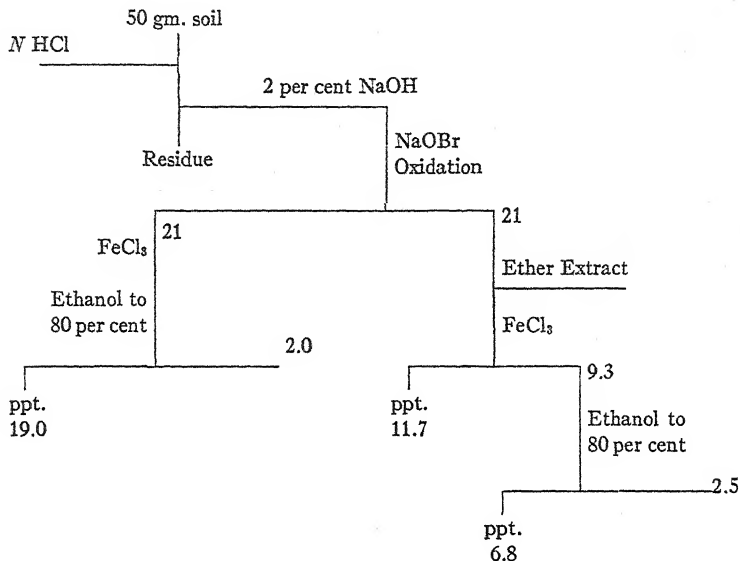 50 gm. soil
N HCl
2 per cent NaOH
Residue
NaOBr
Oxidation
21
21
FeCl₃
Ether Extract
Ethanol to
80 per cent
FeCl₃
2.0
9.3
ppt.
19.0
ppt.
11.7
Ethanol to
80 per cent
2.5
ppt.
6.8